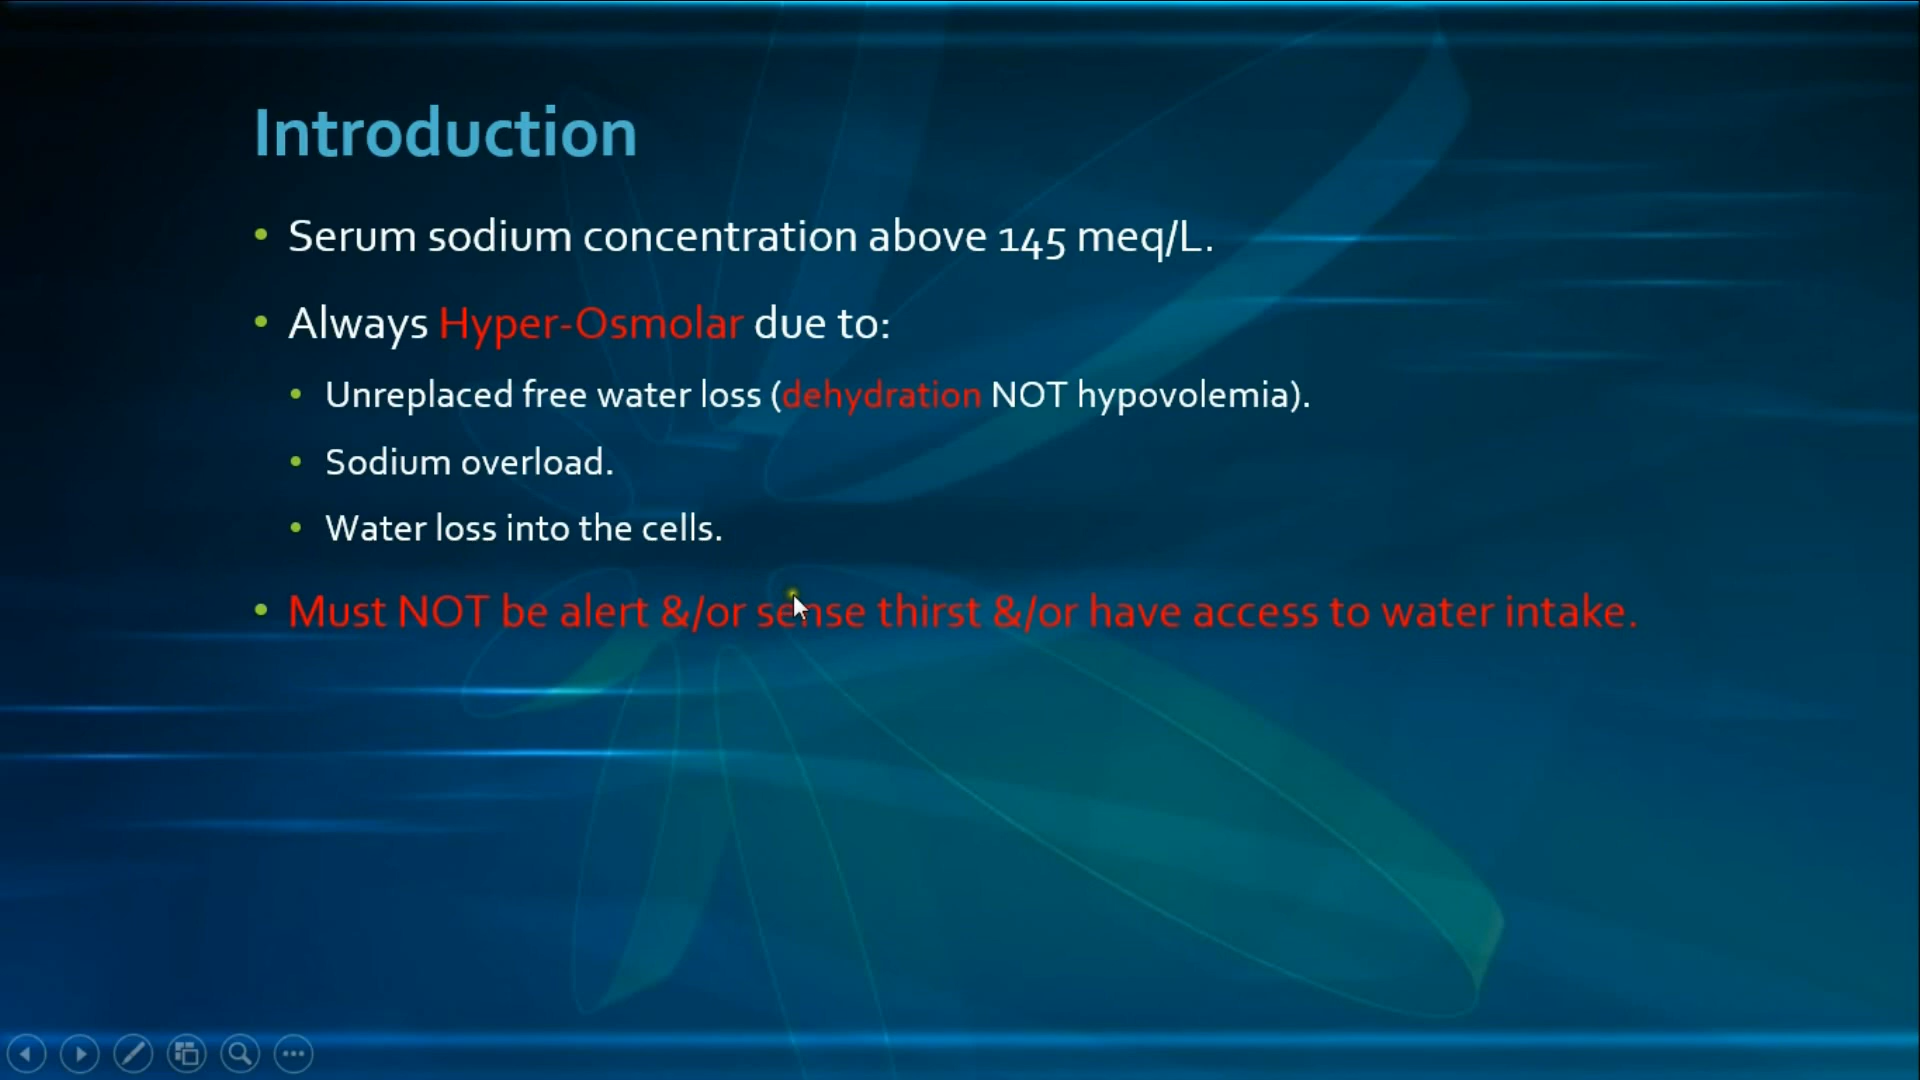 Introduction
• Serum sodium concentration above 145 meq/L.
• Always Hyper-Osmolar due to:
• Unreplaced free water loss (dehydration NOT hypovolemia).
• Sodium overload.
• Water loss into the cells.
• Must NOT be alert &/or sense thirst &/or have access to water intake.